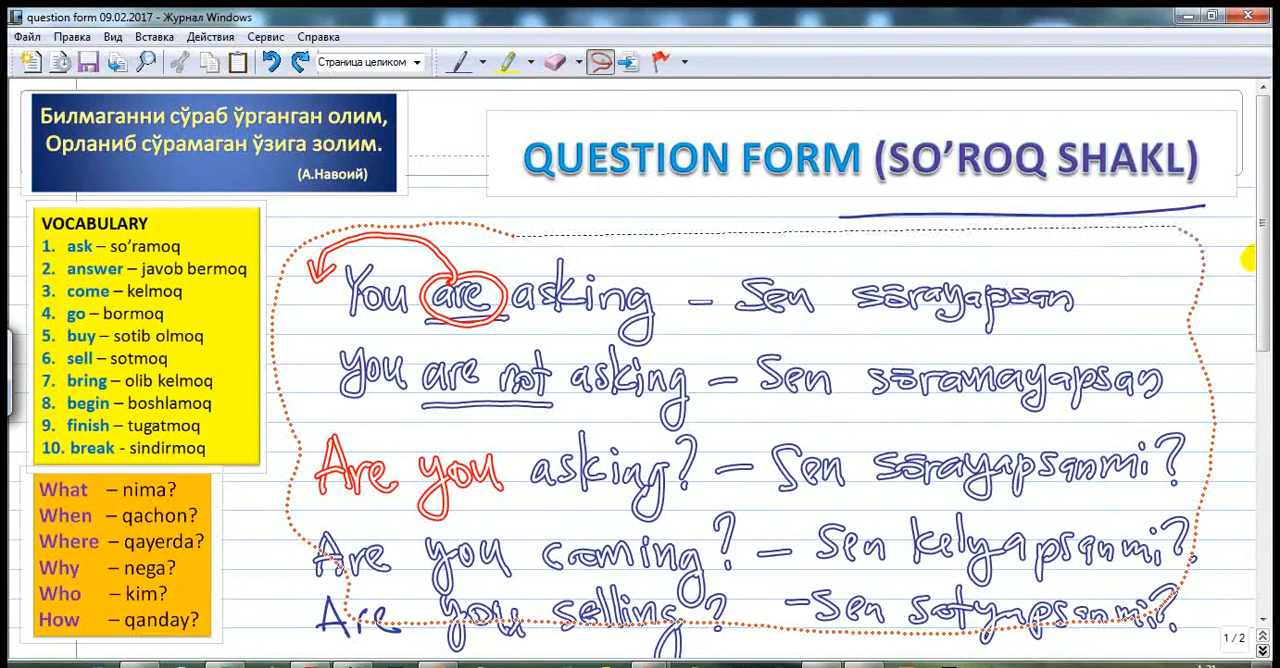 question form 09.02.2017 - Журнал Windows
Файл Правка Вид Вставка Действия Сервис Справка
Страница целиком
Билмаганни сўраб ўрганган олим,
Орланиб сўрамаган ўзига золим.
(А.Навоий)
QUESTION FORM (SO’ROQ SHAKL)
VOCABULARY
1. ask – so’ramoq
2. answer – javob bermoq
3. come – kelmoq
4. go – bormoq
5. buy – sotib olmoq
6. sell – sotmoq
7. bring – olib kelmoq
8. begin – boshlamoq
9. finish – tugatmoq
10. break - sindirmoq
What – nima?
When – qachon?
Where – qayerda?
Why – nega?
Who – kim?
How – qanday?
You are asking – Sen sōrayapsan
You are not asking – Sen sōramayapsan
Are you asking? – Sen sōrayapsanmi?
Are you coming? – Sen kelyapsanmi?
Are you selling? – Sen sotyapsanmi?
1 / 2